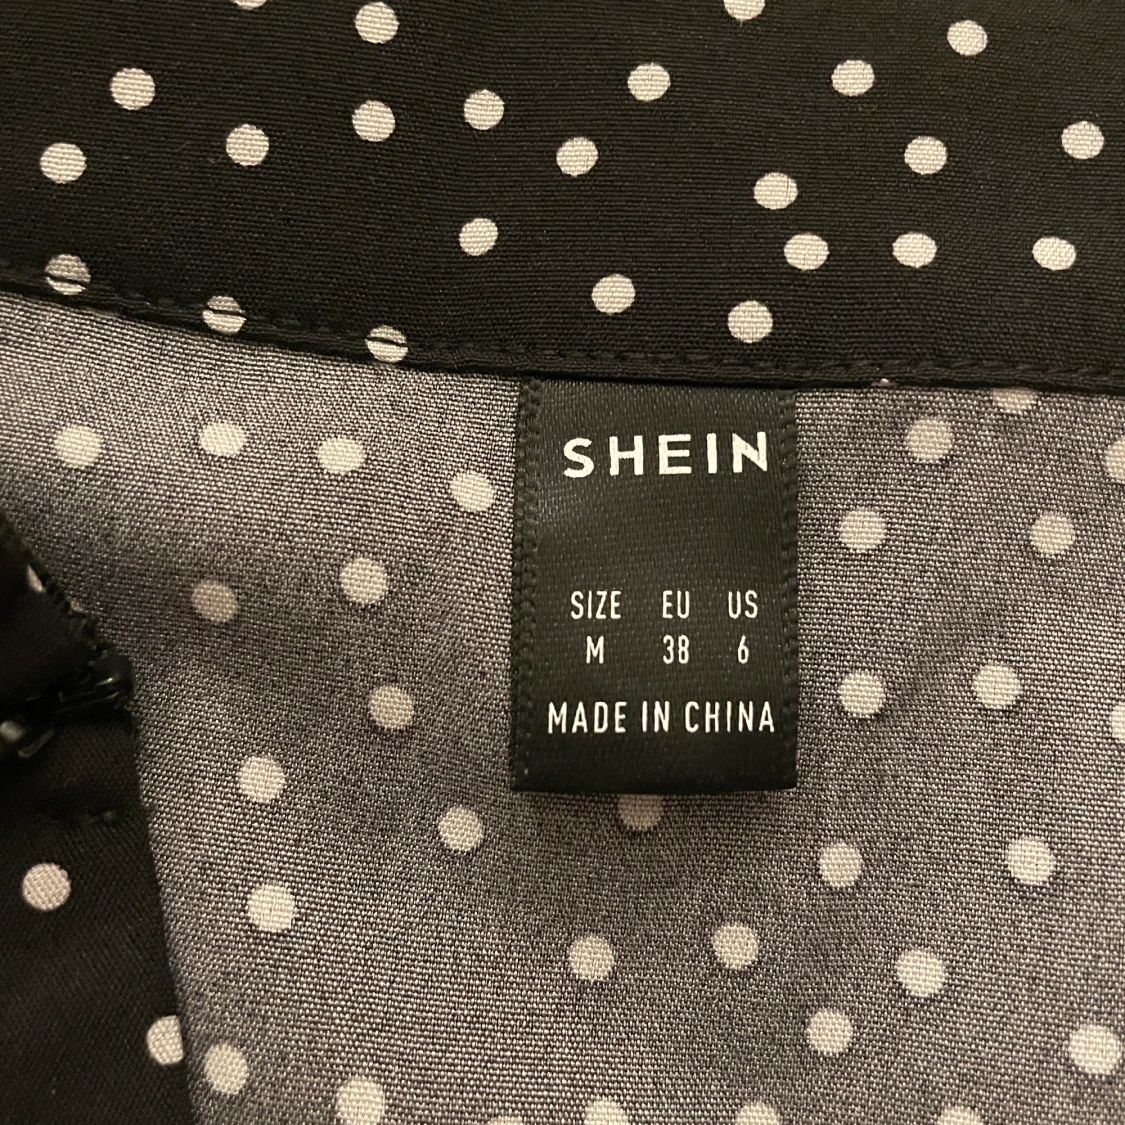 SHEIN
SIZE EU US
M 38 6
MADE IN CHINA